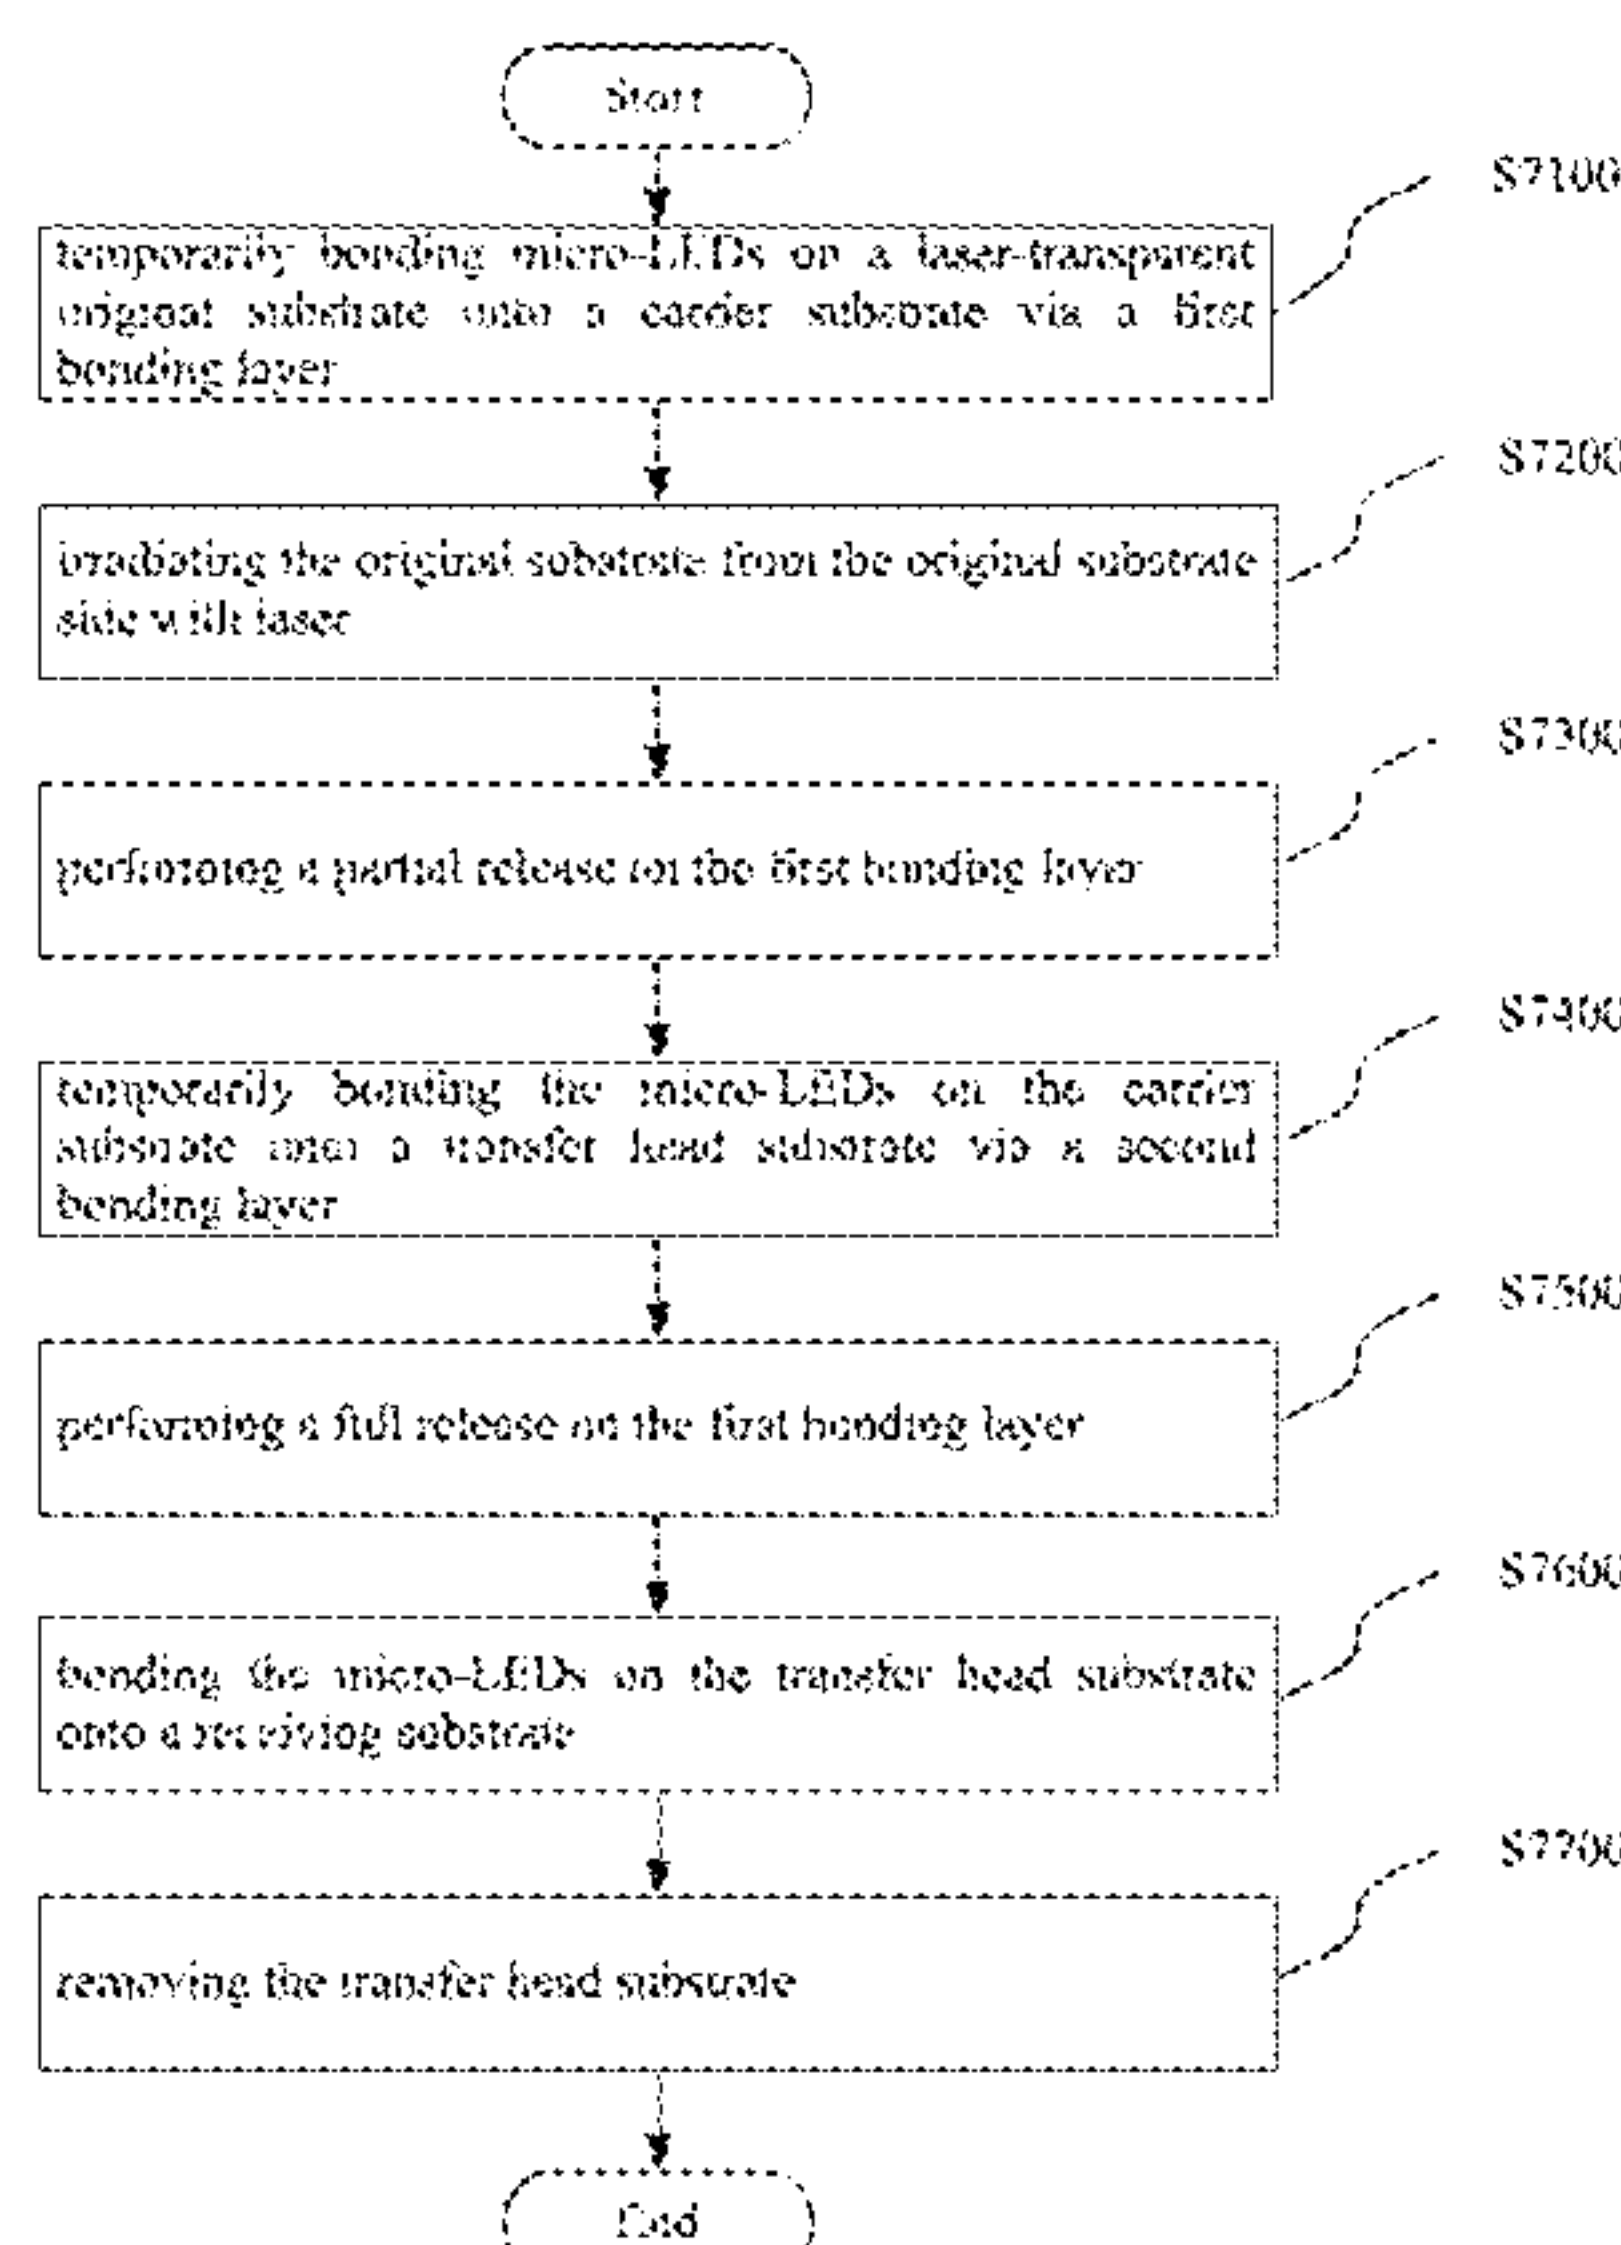 Start
S7100
temporarily bonding micro-LEDs on a laser-transparent
original substrate onto a carrier substrate via a first
bonding layer
S7200
irradiating the original substrate from the original substrate
side with laser
S7300
performing a partial release on the first bonding layer
S7400
temporarily bonding the micro-LEDs on the carrier
substrate onto a transfer head substrate via a second
bonding layer
S7500
performing a full release on the first bonding layer
S7600
bonding the micro-LEDs on the transfer head substrate
onto a receiving substrate
S7700
removing the transfer head substrate
End